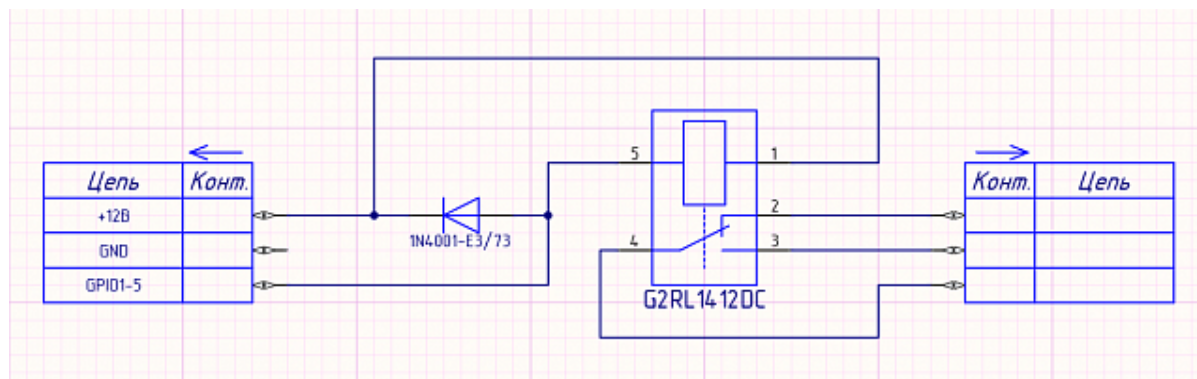 5 1
Цепь Конт.
Конт. Цепь
+12В
2
1N4001-E3/73
4 3
GND
GPIO1-5
G2RL1412DC